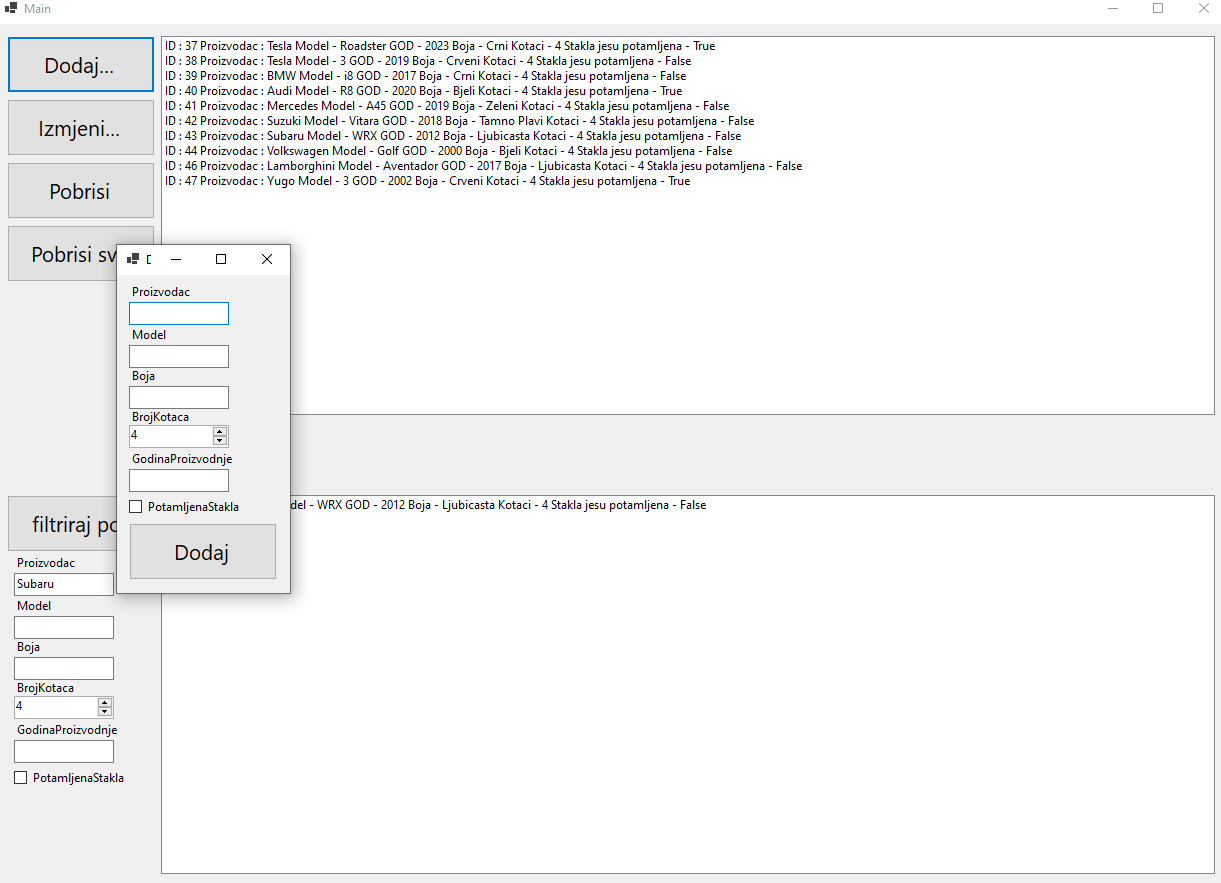 Main
Dodaj...
Izmjeni...
Pobrisi
Pobrisi sv
ID : 37 Proizvodac : Tesla Model - Roadster GOD - 2023 Boja - Crni Kotaci - 4 Stakla jesu potamljena - True
ID : 38 Proizvodac : Tesla Model - 3 GOD - 2019 Boja - Crveni Kotaci - 4 Stakla jesu potamljena - False
ID : 39 Proizvodac : BMW Model - i8 GOD - 2017 Boja - Crni Kotaci - 4 Stakla jesu potamljena - False
ID : 40 Proizvodac : Audi Model - R8 GOD - 2020 Boja - Bjeli Kotaci - 4 Stakla jesu potamljena - True
ID : 41 Proizvodac : Mercedes Model - A45 GOD - 2019 Boja - Zeleni Kotaci - 4 Stakla jesu potamljena - False
ID : 42 Proizvodac : Suzuki Model - Vitara GOD - 2018 Boja - Tamno Plavi Kotaci - 4 Stakla jesu potamljena - False
ID : 43 Proizvodac : Subaru Model - WRX GOD - 2012 Boja - Ljubicasta Kotaci - 4 Stakla jesu potamljena - False
ID : 44 Proizvodac : Volkswagen Model - Golf GOD - 2000 Boja - Bjeli Kotaci - 4 Stakla jesu potamljena - False
ID : 46 Proizvodac : Lamborghini Model - Aventador GOD - 2017 Boja - Ljubicasta Kotaci - 4 Stakla jesu potamljena - False
ID : 47 Proizvodac : Yugo Model - 3 GOD - 2002 Boja - Crveni Kotaci - 4 Stakla jesu potamljena - True
Proizvodac
Model
Boja
BrojKotaca
4
GodinaProizvodnje
PotamljenaStakla
Dodaj
filtriraj po
Proizvodac
Subaru
Model
Boja
BrojKotaca
4
GodinaProizvodnje
PotamljenaStakla
del - WRX GOD - 2012 Boja - Ljubicasta Kotaci - 4 Stakla jesu potamljena - False